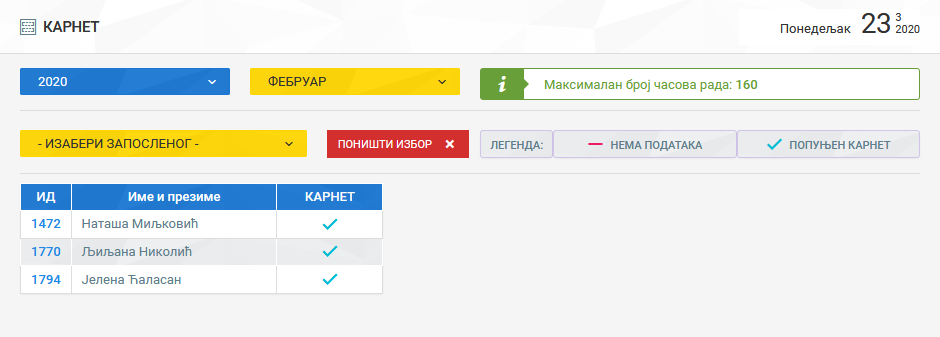 КАРНЕТ
Понедељак 23 3 2020
2020 ФЕБРУАР i Максималан број часова рада: 160
- ИЗАБЕРИ ЗАПОСЛЕНОГ - ПОНИШТИ ИЗБОР ЛЕГЕНДА: НЕМА ПОДАТАКА ПОПУЊЕН КАРНЕТ
ИД Име и презиме КАРНЕТ
1472 Наташа Миљковић
1770 Љиљана Николић
1794 Јелена Ћаласан